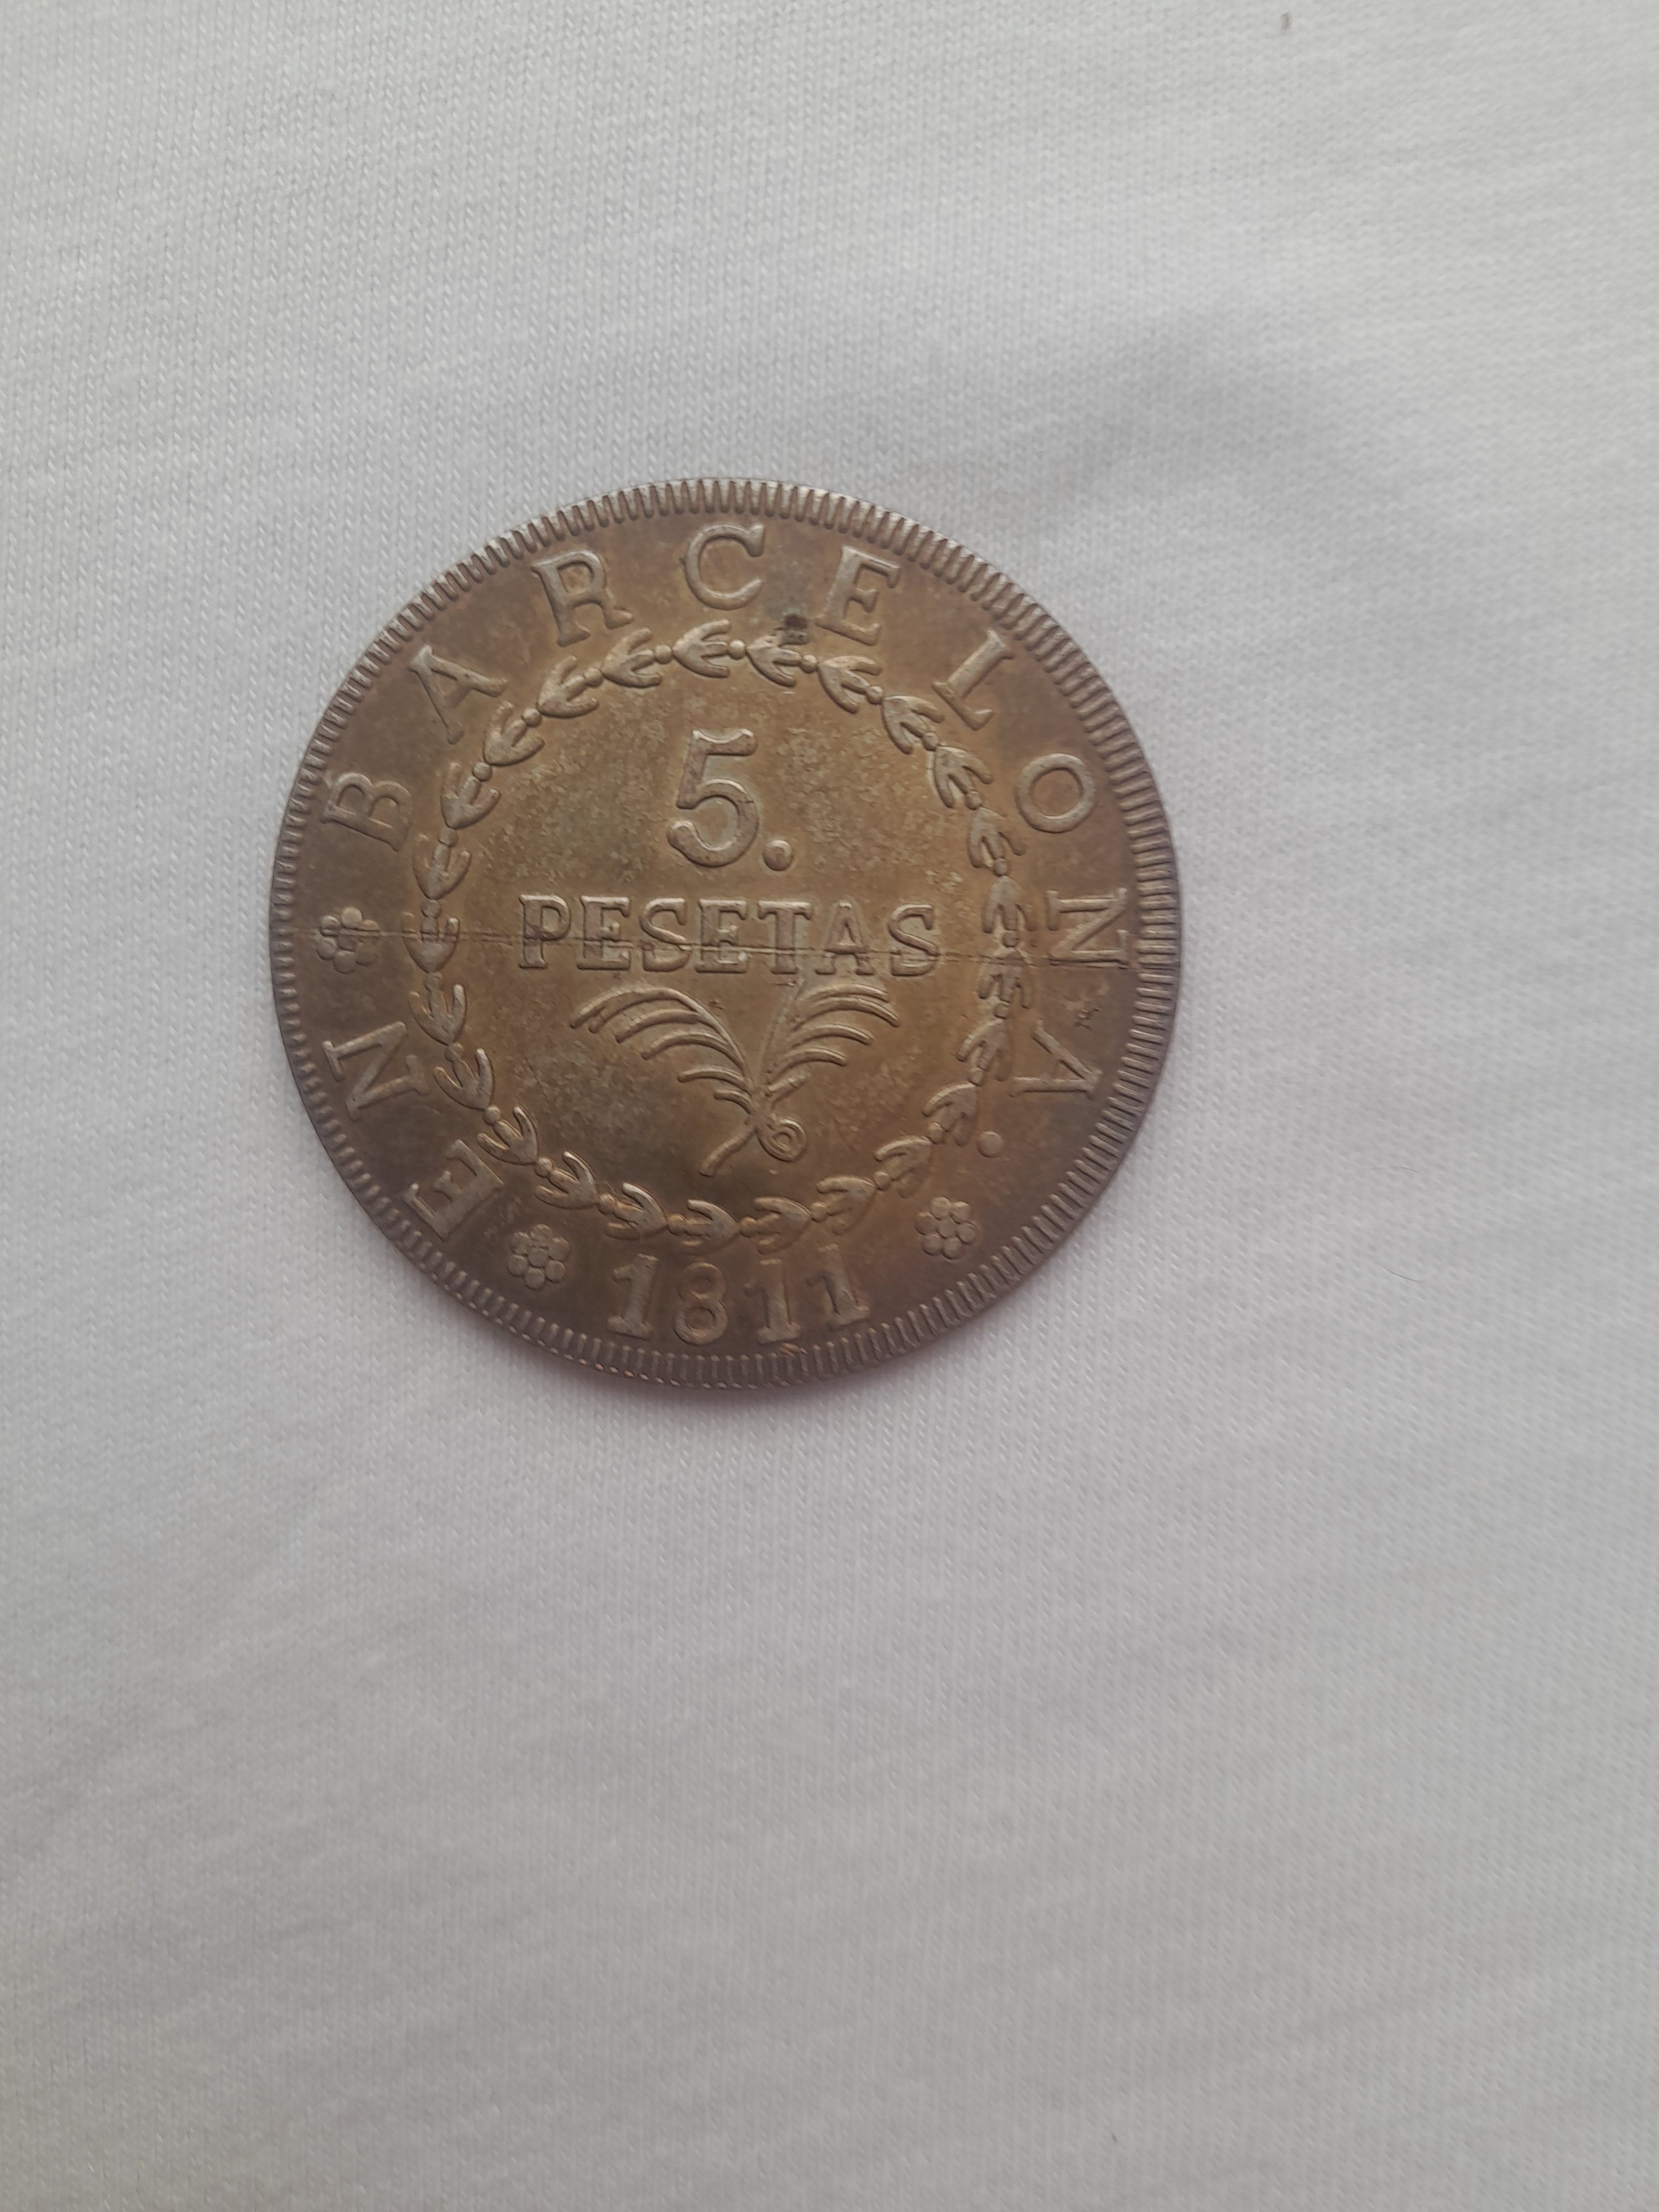 EN BARCELONA.
5.
PESETAS
1811